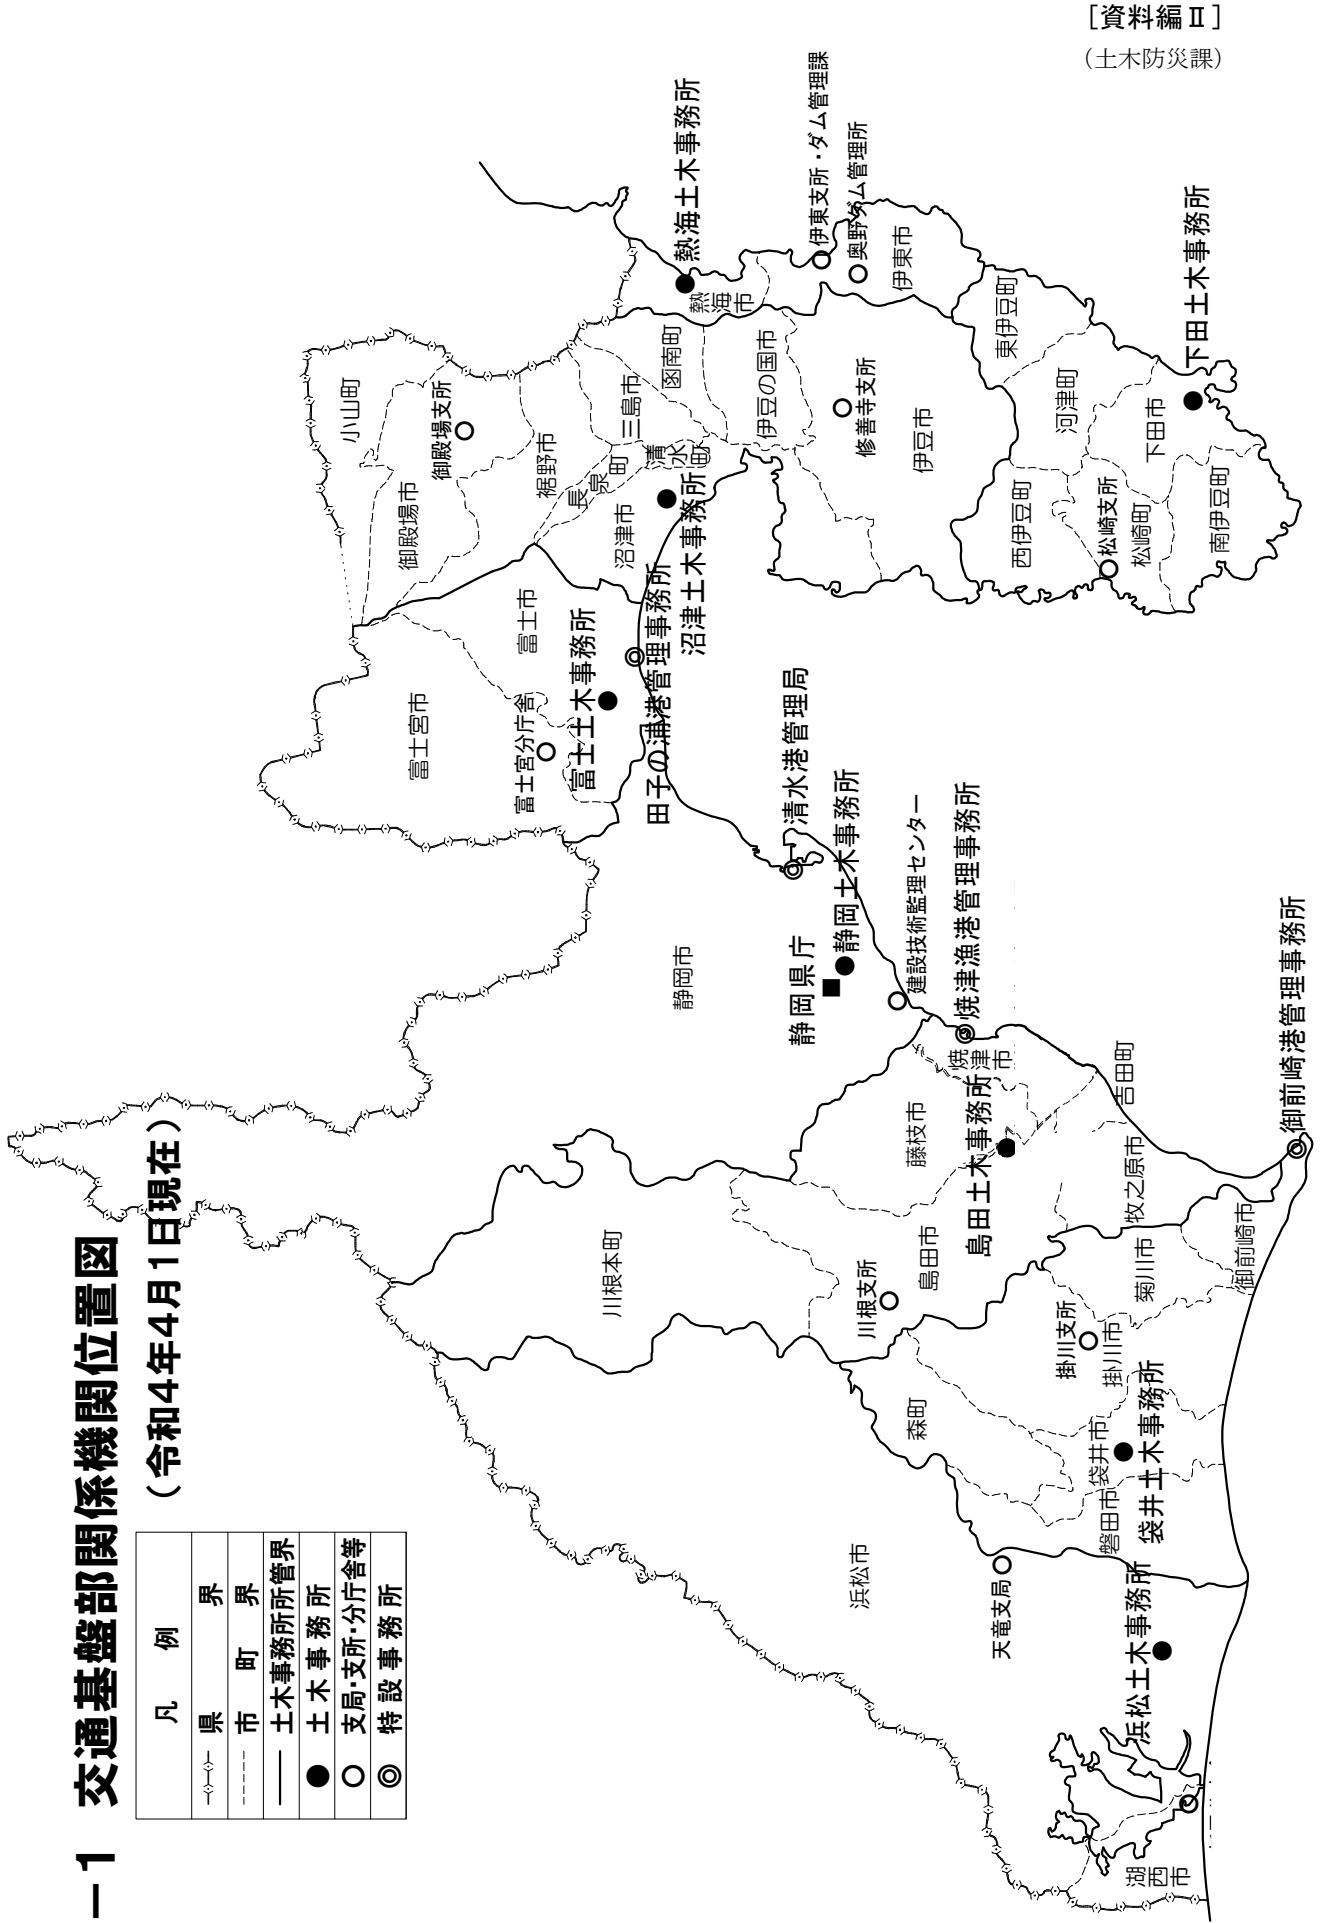 [資料編Ⅱ]
(土木防災課)
－1 交通基盤部関係機関位置図
(令和4年4月1日現在)
凡例
県界
市町界
土木事務所所管界
土木事務所
支局・支所・分庁舎等
特設事務所
熱海土木事務所
伊東支所・ダム管理課
奥野ダム管理所
伊東市
下田土木事務所
熱海市
東伊豆町
小山町
函南町
伊豆の国市
御殿場支所
三島市
修善寺支所
河津町
下田市
裾野市
清水町
伊豆市
長泉町
御殿場市
沼津市
沼津土木事務所
西伊豆町
松崎支所
松崎町
南伊豆町
富士市
富士宮市
富士宮分庁舎
富士土木事務所
田子の浦港管理事務所
清水港管理局
静岡土木事務所
静岡県庁
静岡市
建設技術監理センター
焼津漁港管理事務所
焼津市
御前崎港管理事務所
吉田町
藤枝市
島田土木事務所
牧之原市
川根本町
島田市
川根支所
菊川市
御前崎市
掛川支所
掛川市
森町
袋井市
袋井土木事務所
磐田市
浜松市
天竜支局
浜松土木事務所
湖西市